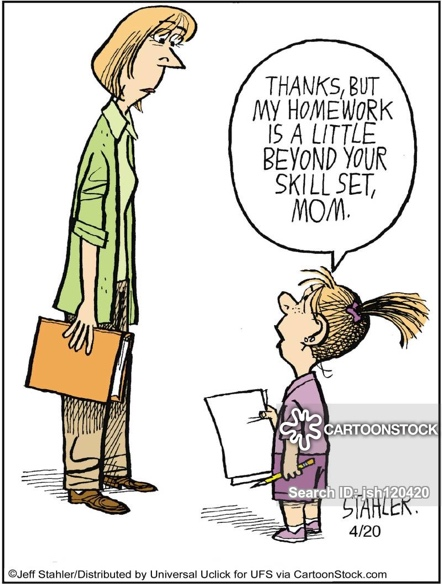 THANKS, BUT
MY HOMEWORK
IS A LITTLE
BEYOND YOUR
SKILL SET,
MOM.
CARTOONSTOCK
Search ID: jsh120420
STAHLER.
4/20
©Jeff Stahler/Distributed by Universal Uclick for UFS via CartoonStock.com